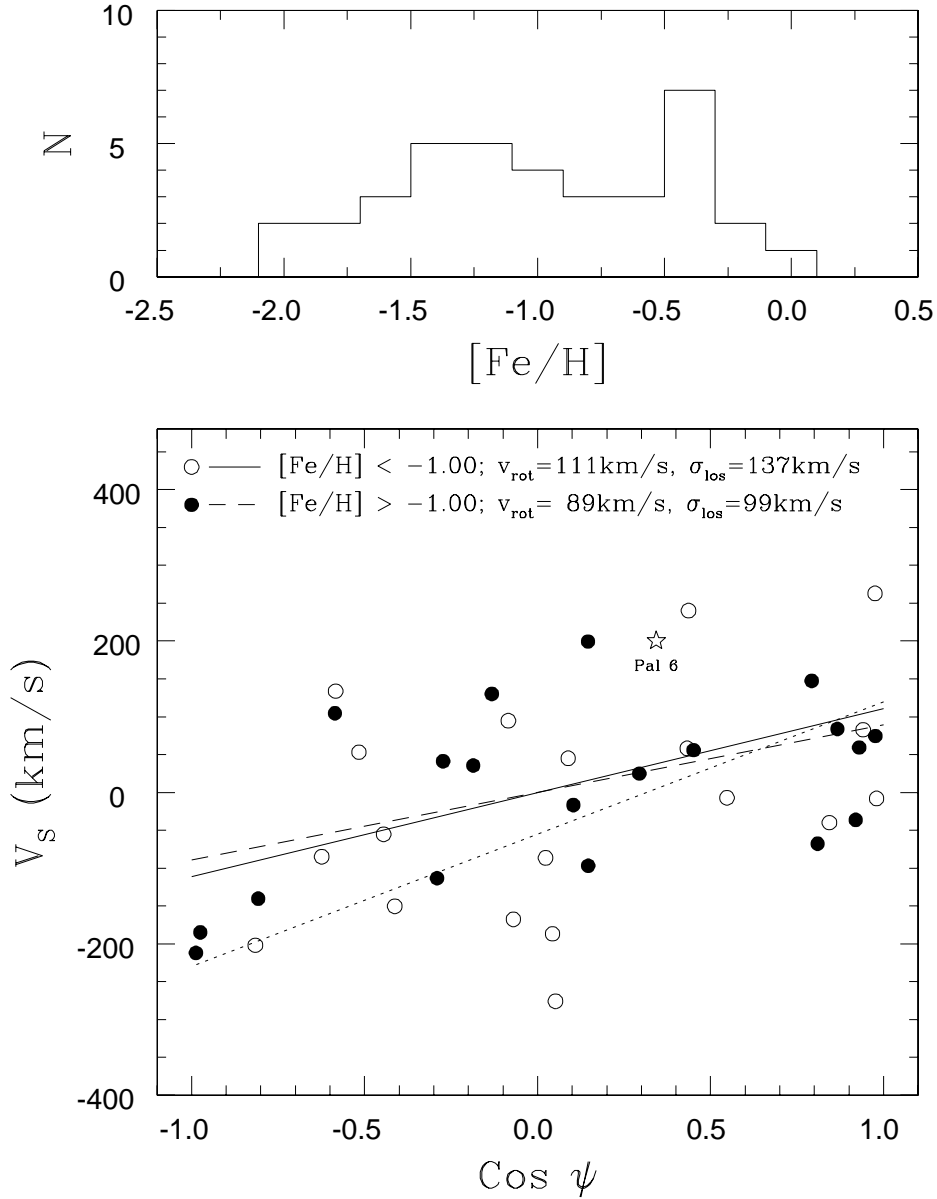 10
5
0
N
-2.5 -2.0 -1.5 -1.0 -0.5 0.0 0.5
[Fe/H]
[Fe/H] < −1.00; v_rot=111km/s, σ_los=137km/s
[Fe/H] > −1.00; v_rot= 89km/s, σ_los=99km/s
400
200
0
-200
-400
V_S (km/s)
Pal 6
-1.0 -0.5 0.0 0.5 1.0
Cos ψ